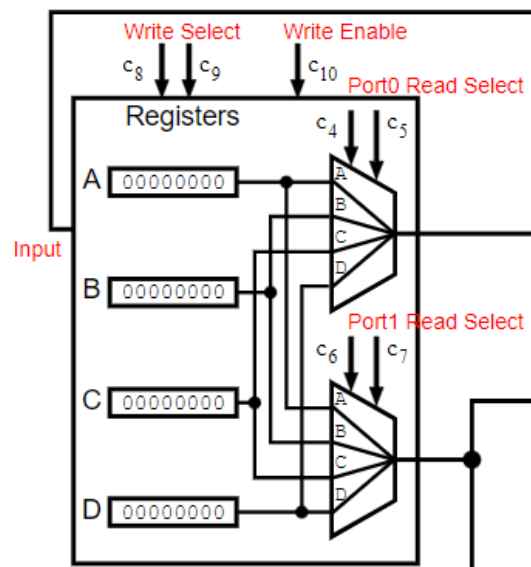 Write Select
Write Enable
c8 c9 c10
Port0 Read Select
Registers
c4 c5
A 00000000
A
B
C
D
Input
B 00000000
Port1 Read Select
c6 c7
C 00000000
A
B
C
D
D 00000000